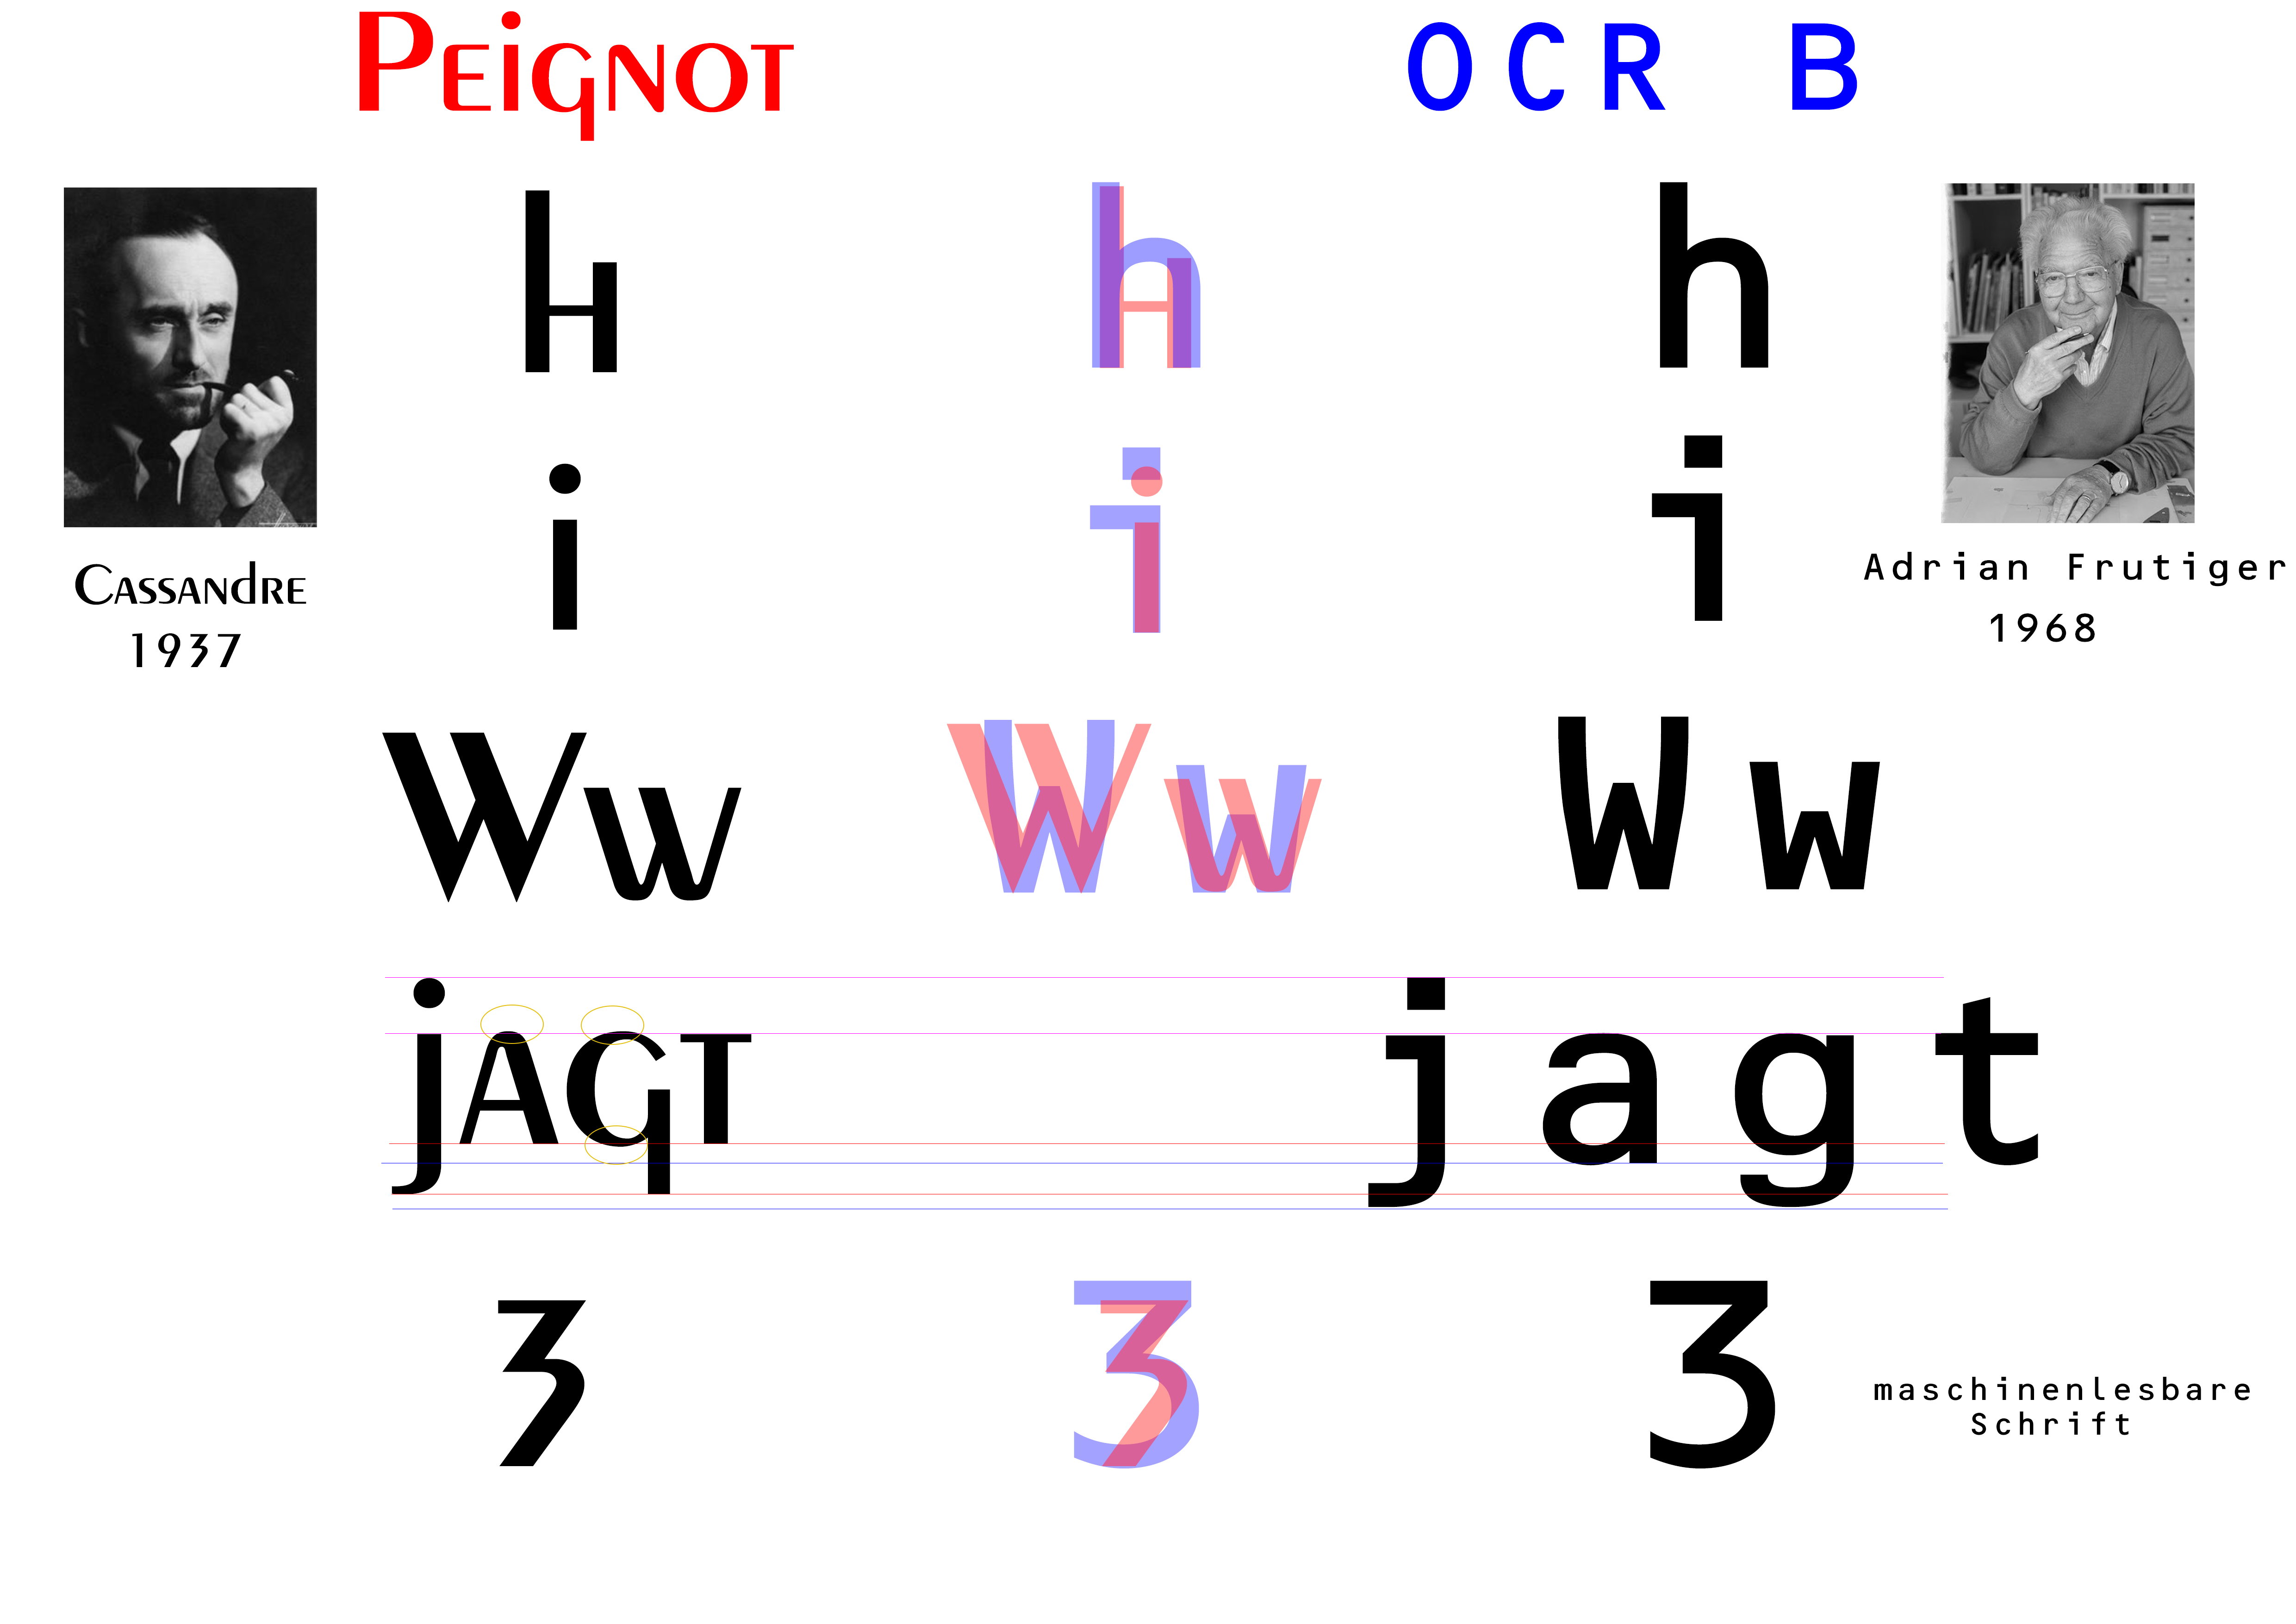 Peignot
OCR B
h
h
h
i
i
i
Cassandre
1937
Adrian Frutiger
1968
Ww
Ww
Ww
jagt
jagt
3
3
3
maschinenlesbare
Schrift